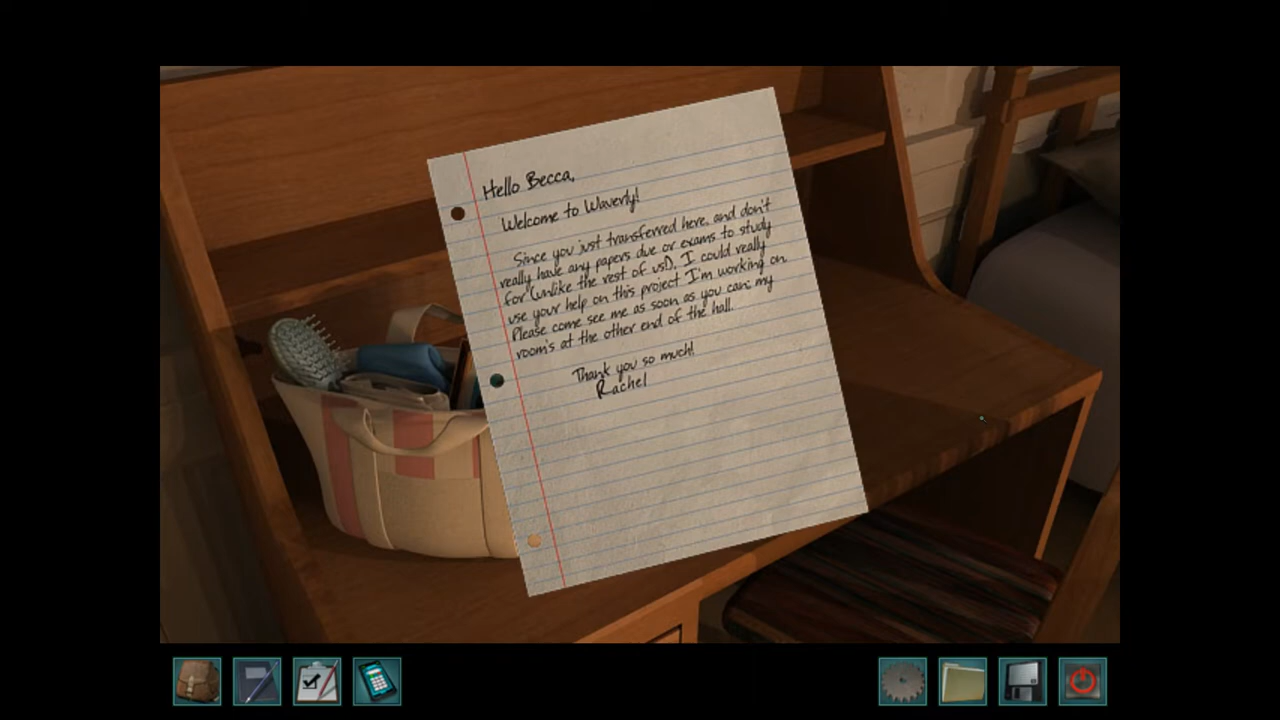 Hello Becca,
Welcome to Waverly!
Since you just transferred here, and don't
really have any papers due or exams to study
for (unlike the rest of us!), I could really
use your help on this project I'm working on.
Please come see me as soon as you can; my
room's at the other end of the hall.
Thank you so much!
Rachel